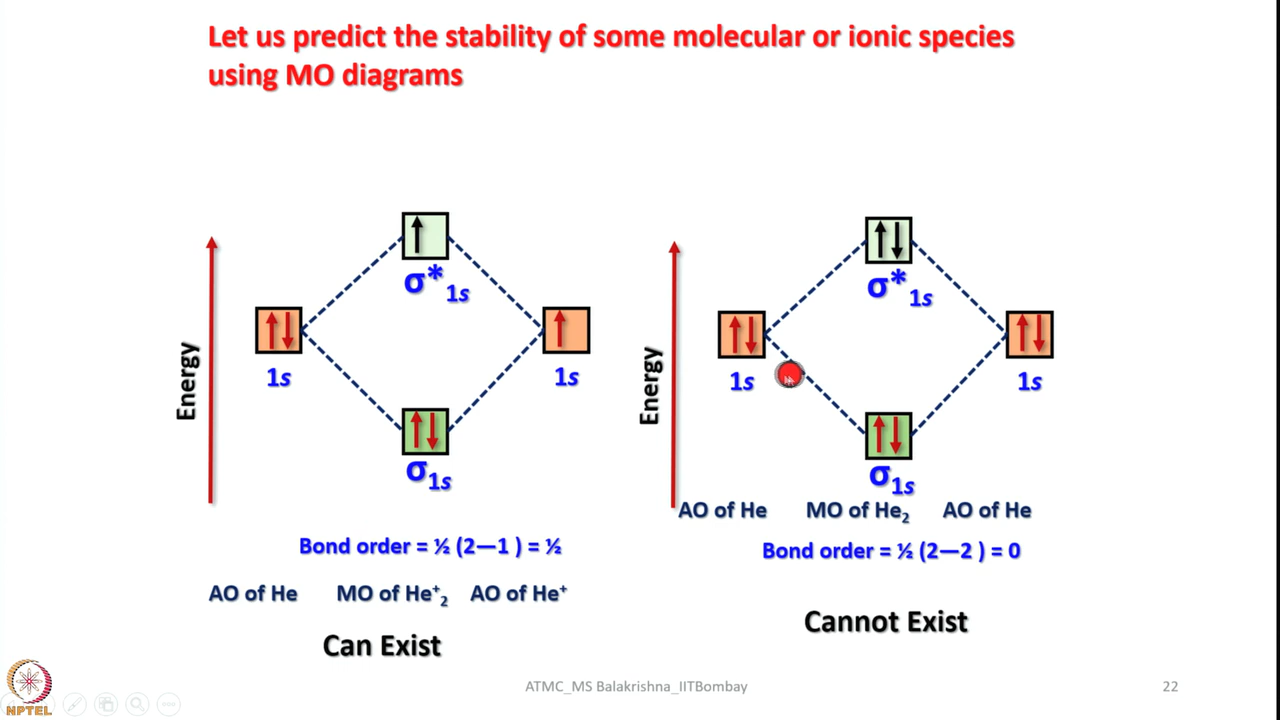 Let us predict the stability of some molecular or ionic species
using MO diagrams
Energy
σ*1s
1s
1s
σ1s
Bond order = ½ (2—1 ) = ½
AO of He MO of He⁺₂ AO of He⁺
Can Exist
Energy
σ*1s
1s
1s
σ1s
AO of He MO of He₂ AO of He
Bond order = ½ (2—2 ) = 0
Cannot Exist
NPTEL
ATMC_MS Balakrishna_IITBombay
22